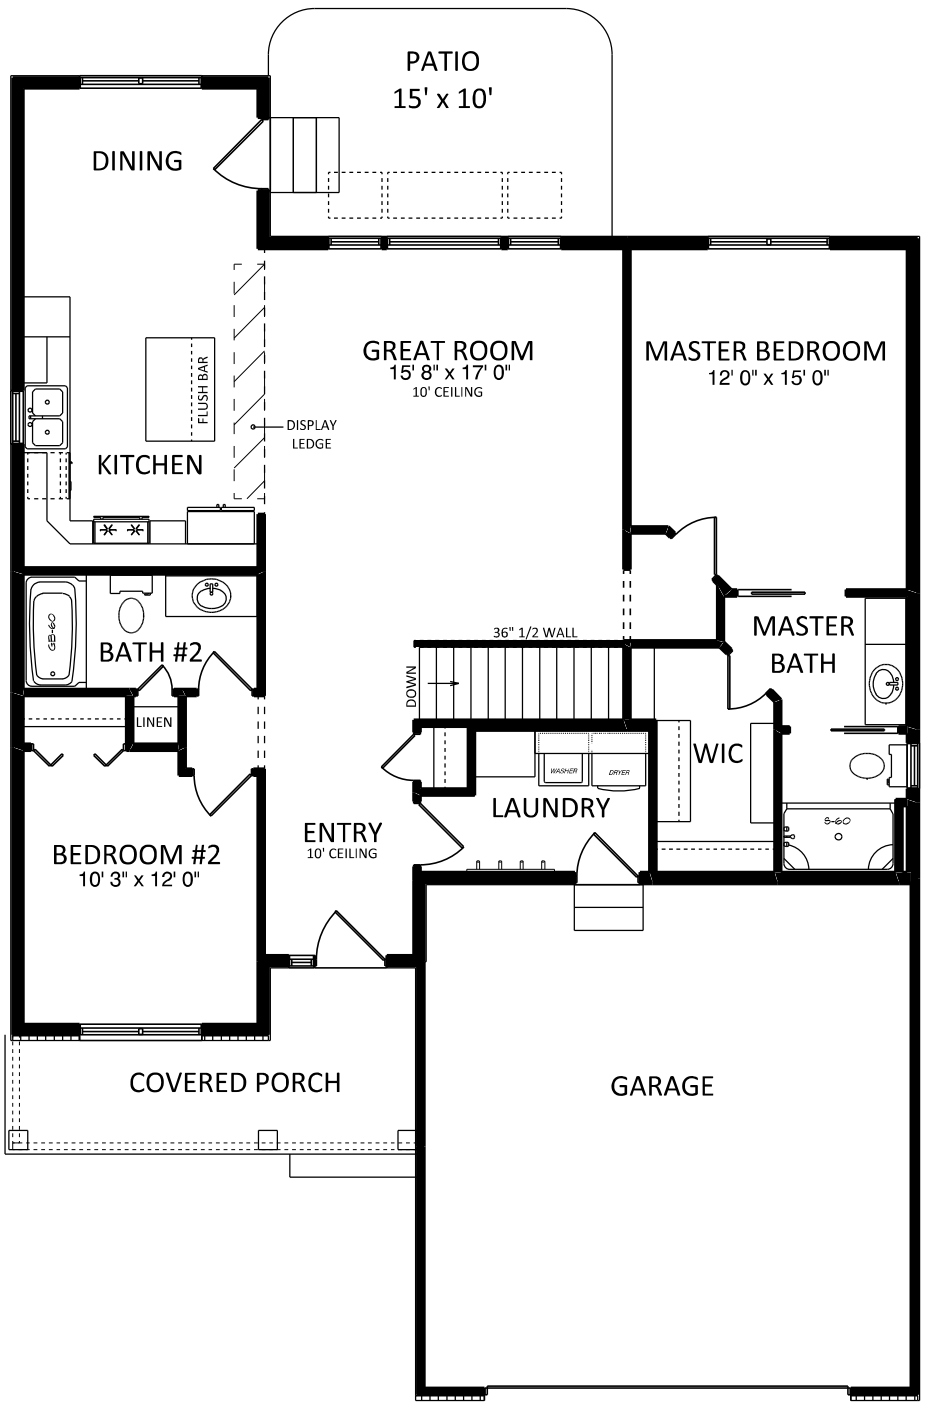 PATIO
15' x 10'
DINING
GREAT ROOM
15' 8" x 17' 0"
10' CEILING
MASTER BEDROOM
12' 0" x 15' 0"
FLUSH BAR
DISPLAY
LEDGE
KITCHEN
GB-60
BATH #2
36" 1/2 WALL
MASTER
BATH
DOWN
LINEN
WIC
WASHER
DRYER
LAUNDRY
S-60
ENTRY
10' CEILING
BEDROOM #2
10' 3" x 12' 0"
COVERED PORCH
GARAGE